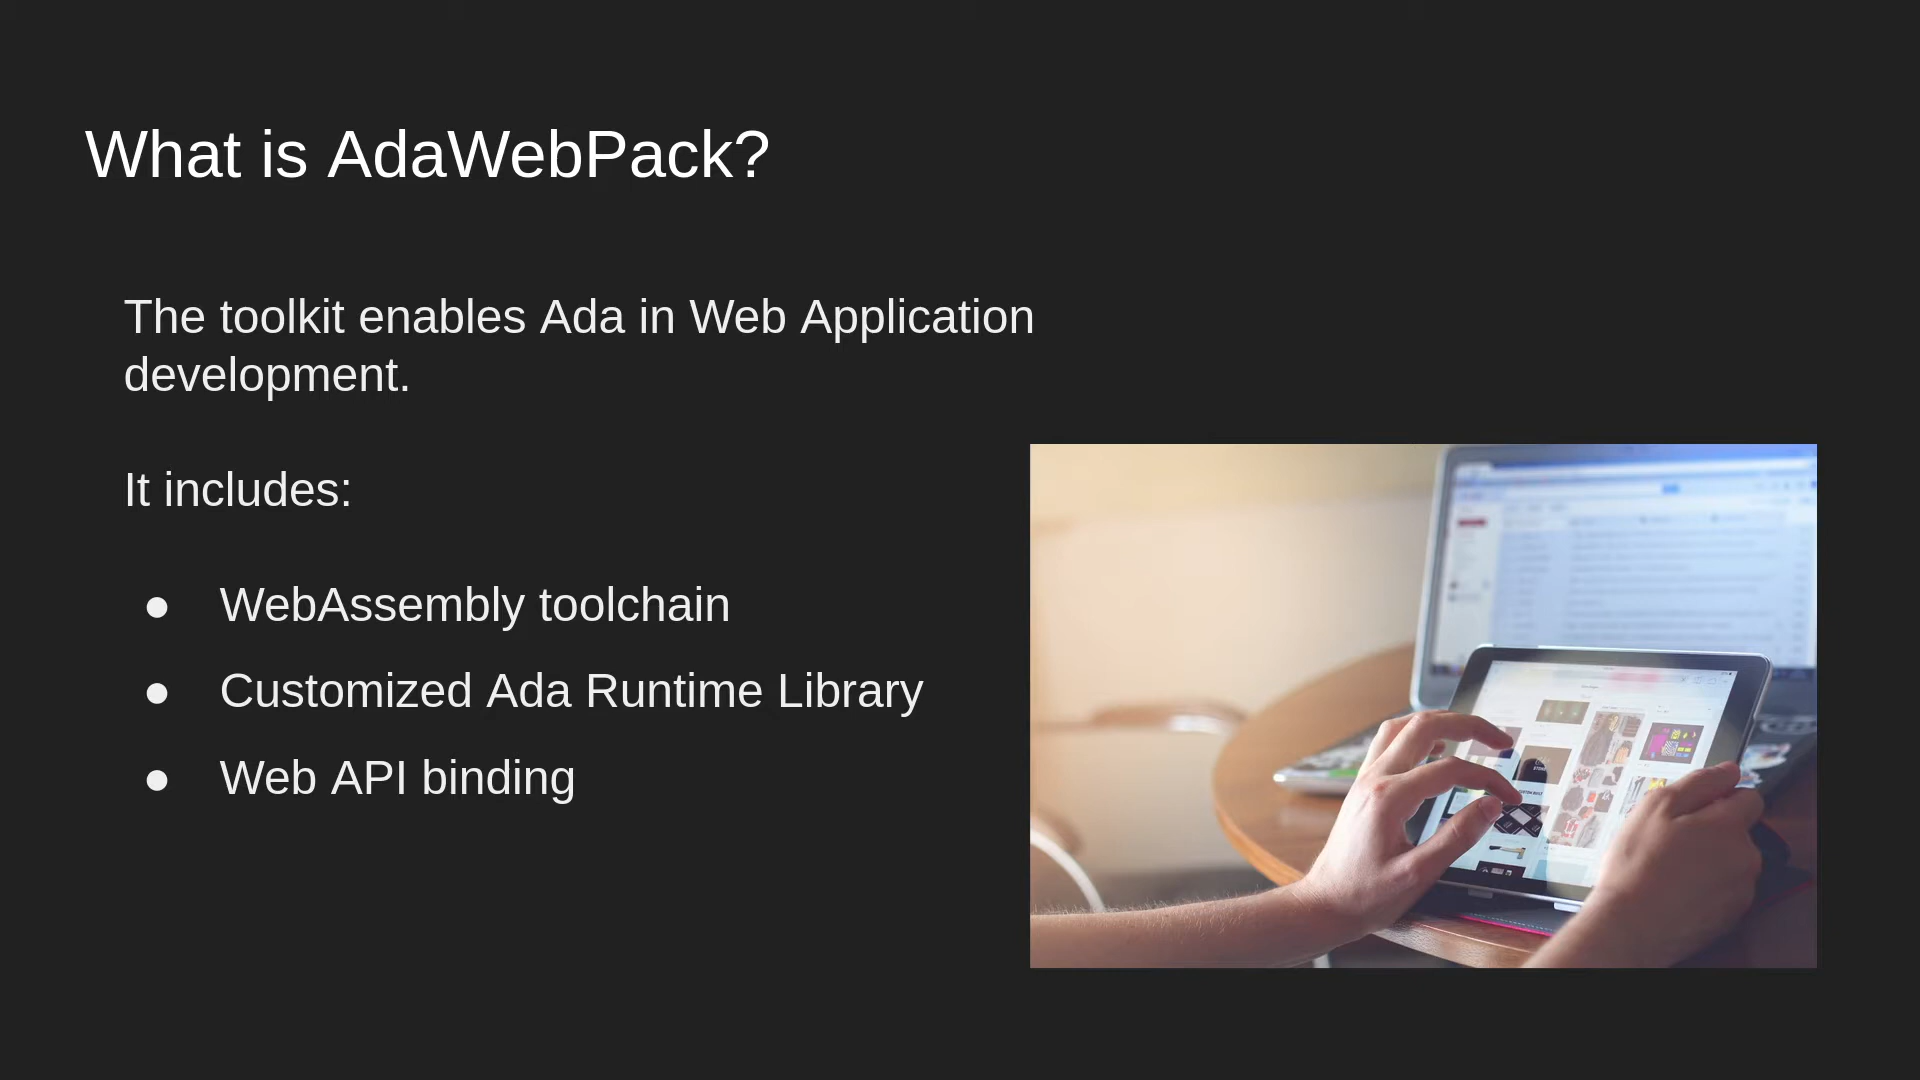 What is AdaWebPack?
The toolkit enables Ada in Web Application
development.
It includes:
● WebAssembly toolchain
● Customized Ada Runtime Library
● Web API binding